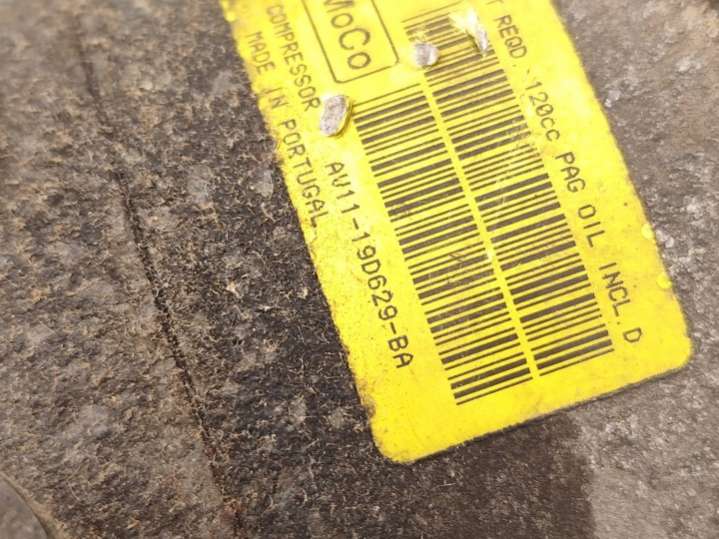 MoCo
COMPRESSOR
MADE IN PORTUGAL
AV11-19D629-BA
T REQD. 120cc PAG OIL INCL.D